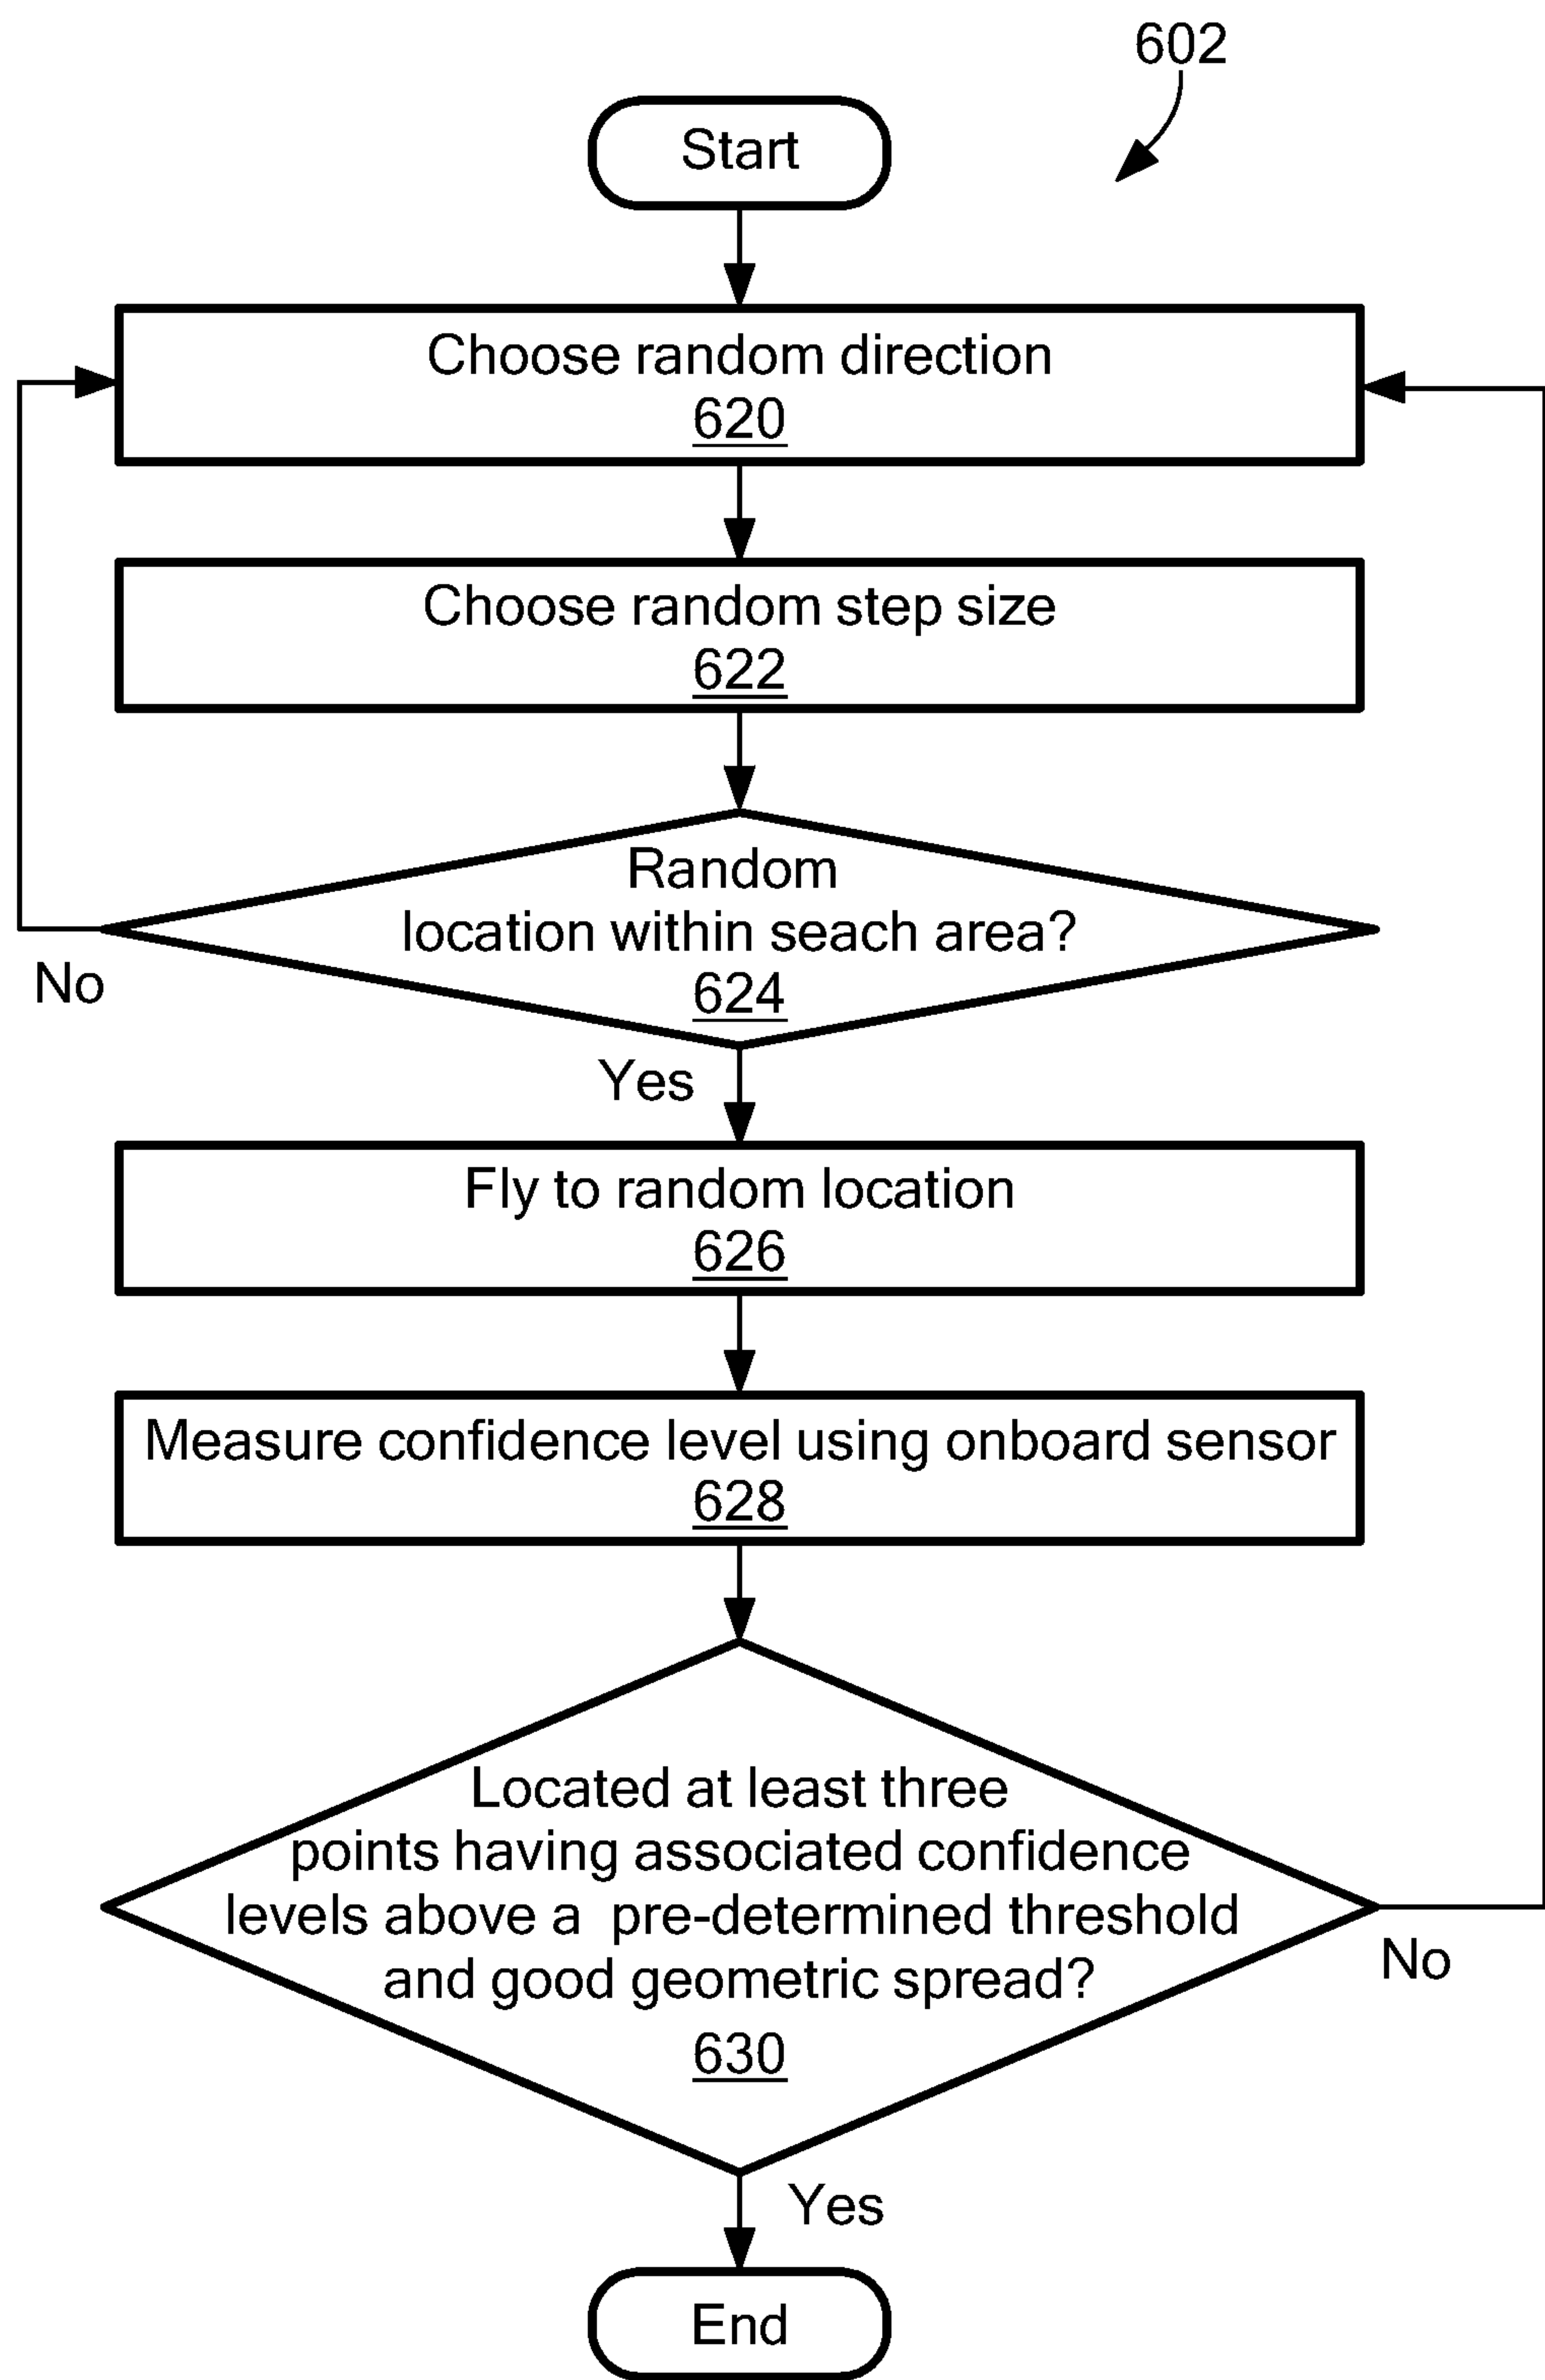 602
Start
Choose random direction
620
Choose random step size
622
Random
location within seach area?
624
No
Yes
Fly to random location
626
Measure confidence level using onboard sensor
628
Located at least three
points having associated confidence
levels above a pre-determined threshold
and good geometric spread?
630
No
Yes
End